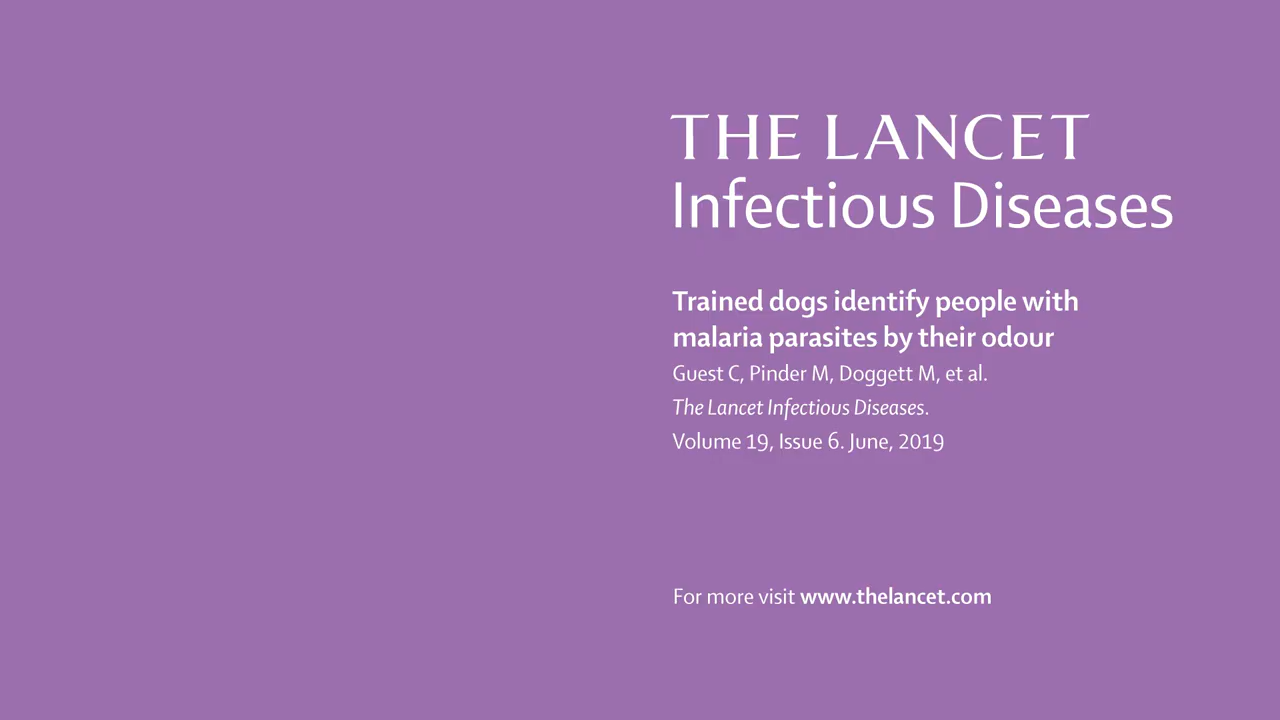 THE LANCET
Infectious Diseases
Trained dogs identify people with
malaria parasites by their odour
Guest C, Pinder M, Doggett M, et al.
The Lancet Infectious Diseases.
Volume 19, Issue 6. June, 2019
For more visit www.thelancet.com